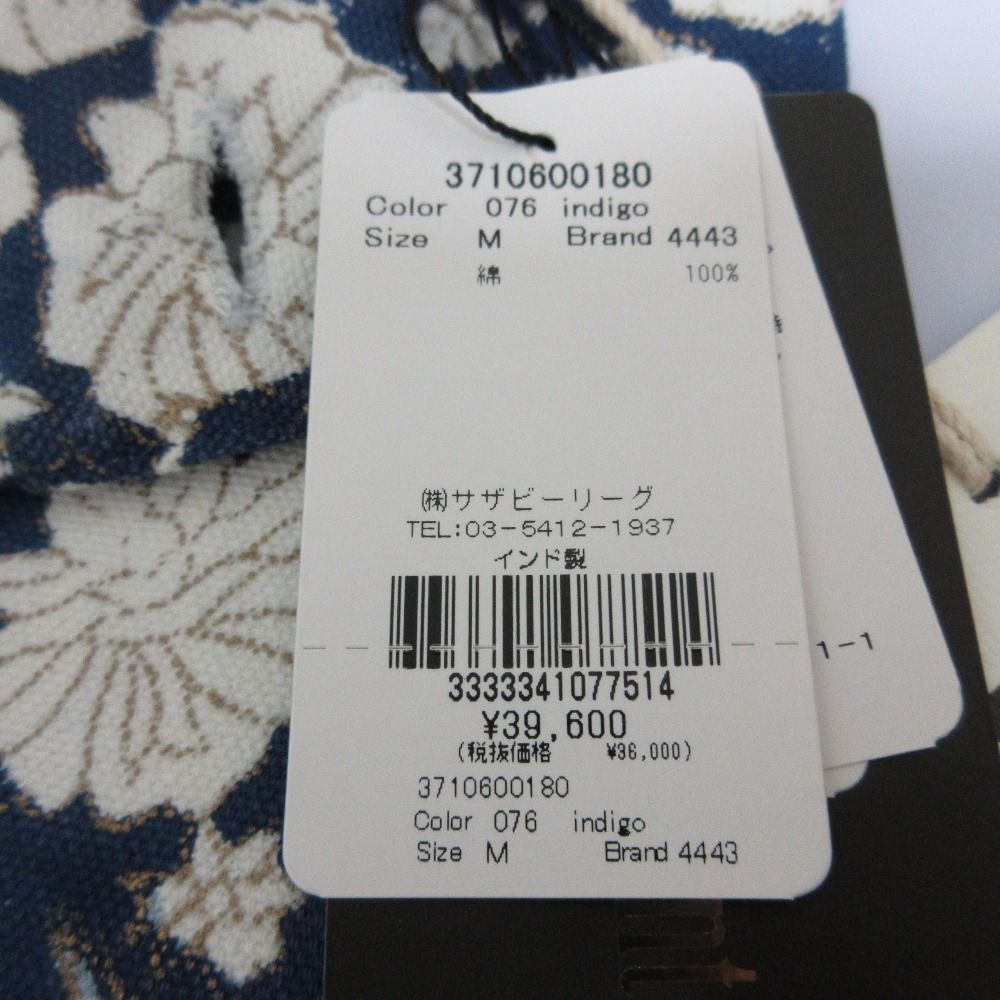 3710600180
Color 076 indigo
Size M Brand 4443
綿 100%
㈱サザビーリーグ
TEL:03-5412-1937
インド製
3333341077514
¥39,600
(税抜価格 ¥36,000)
3710600180
Color 076 indigo
Size M Brand 4443
1-1